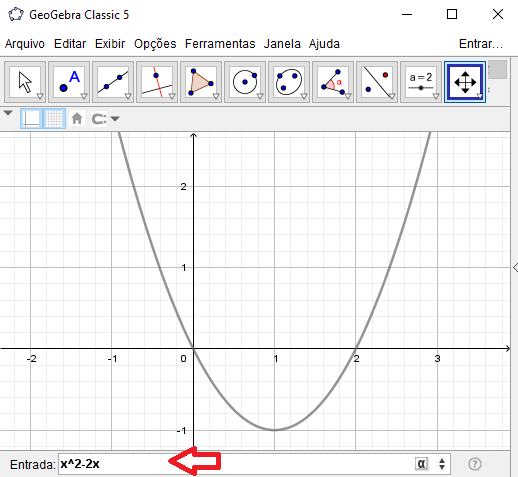 GeoGebra Classic 5
Arquivo Editar Exibir Opções Ferramentas Janela Ajuda Entrar...
A α a=2
2
1
-2 -1 0 1 2 3
-1
Entrada: x^2-2x α